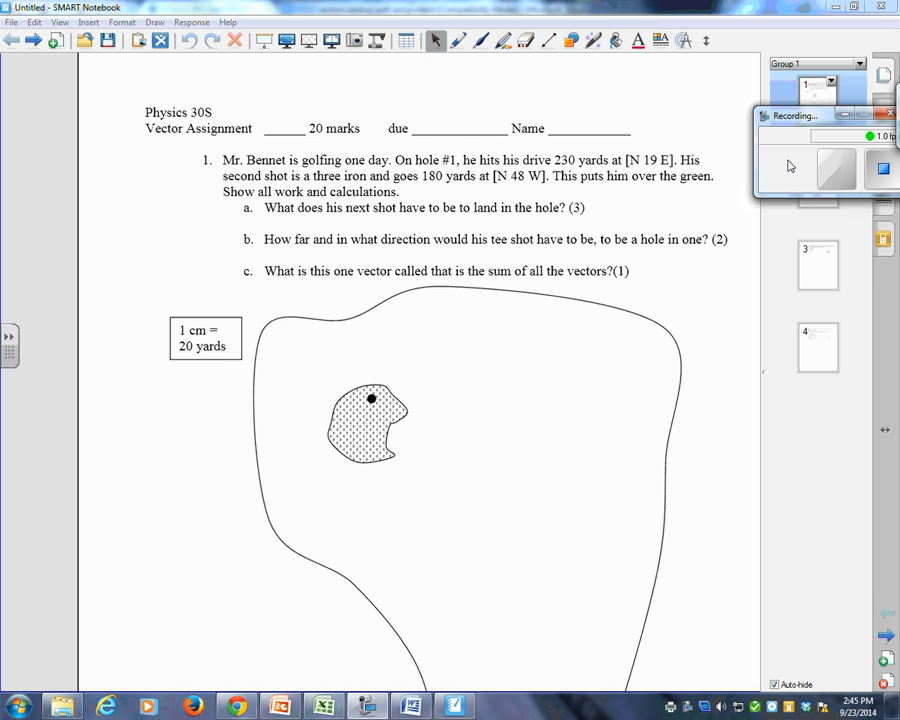 Untitled - SMART Notebook
File Edit View Insert Format Tools Response Help
Group 1
1
Recording...
1.0 fp
3
4
Physics 30S
Vector Assignment ______ 20 marks due ______________ Name ____________
1. Mr. Bennet is golfing one day. On hole #1, he hits his drive 230 yards at [N 19 E]. His
second shot is a three iron and goes 180 yards at [N 48 W]. This puts him over the green.
Show all work and calculations.
a. What does his next shot have to be to land in the hole? (3)
b. How far and in what direction would his tee shot have to be, to be a hole in one? (2)
c. What is this one vector called that is the sum of all the vectors?(1)
1 cm =
20 yards
Auto-hide
2:45 PM
9/23/2014